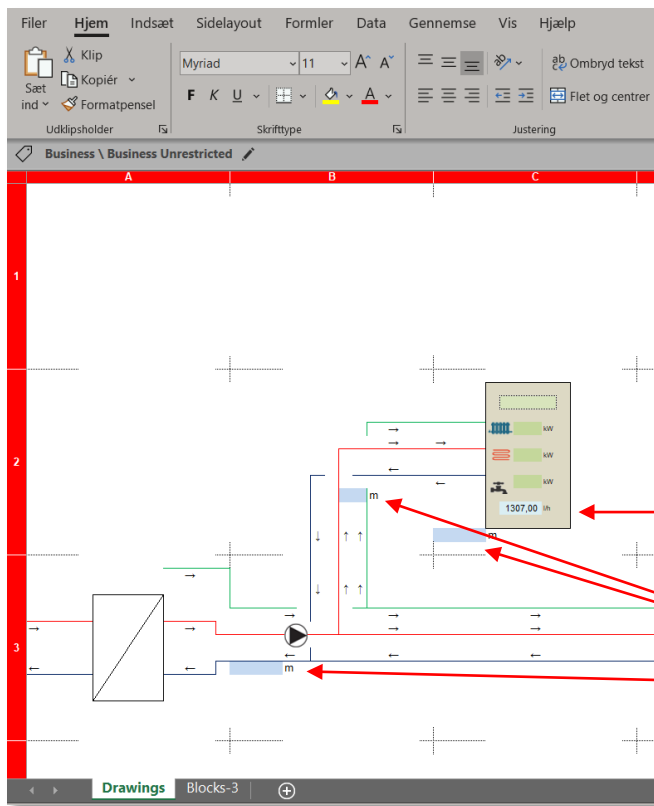 Filer Hjem Indsæt Sidelayout Formler Data Gennemse Vis Hjælp
Klip
Kopiér
Formatpensel
Sæt
ind
Udklipsholder
Myriad 11 A A
F K U A
Skrifttype
ab Ombryd tekst
Flet og centrer
Justering
Business \ Business Unrestricted
A B C
1
2
kW
kW
kW
1307,00 l/h
m
m
3
m
Drawings Blocks-3